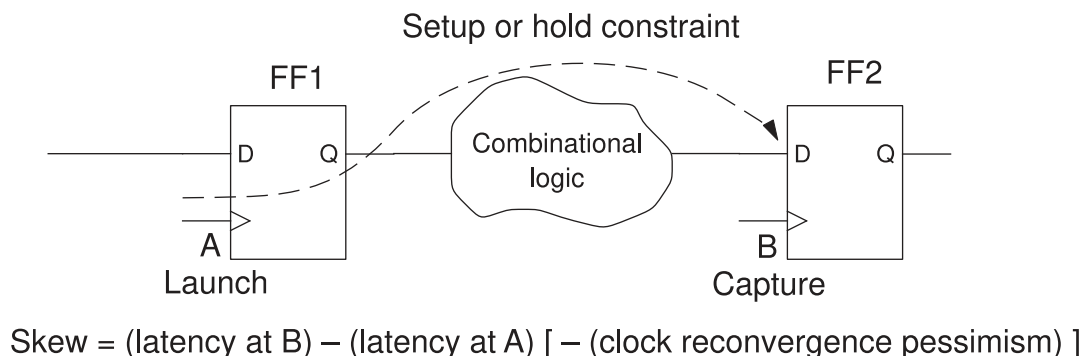 Setup or hold constraint
FF1
FF2
D
Q
Combinational
logic
D
Q
A
B
Launch
Capture
Skew = (latency at B) – (latency at A) [ – (clock reconvergence pessimism) ]